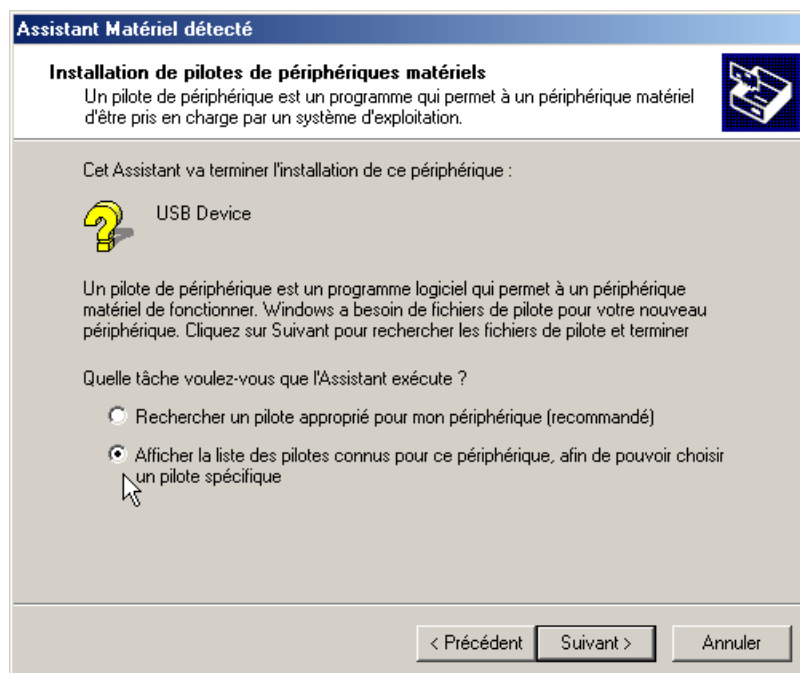 Assistant Matériel détecté
Installation de pilotes de périphériques matériels
Un pilote de périphérique est un programme qui permet à un périphérique matériel
d'être pris en charge par un système d'exploitation.
Cet Assistant va terminer l'installation de ce périphérique :
USB Device
Un pilote de périphérique est un programme logiciel qui permet à un périphérique
matériel de fonctionner. Windows a besoin de fichiers de pilote pour votre nouveau
périphérique. Cliquez sur Suivant pour rechercher les fichiers de pilote et terminer
Quelle tâche voulez-vous que l'Assistant exécute ?
Rechercher un pilote approprié pour mon périphérique (recommandé)
Afficher la liste des pilotes connus pour ce périphérique, afin de pouvoir choisir
un pilote spécifique
< Précédent
Suivant >
Annuler